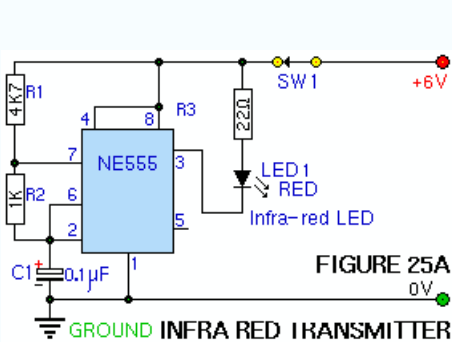 R1
4K7
SW1
+6V
4
8
R3
22Ω
7
NE555
3
LED1
RED
1K
R2
6
5
Infra-red LED
2
C1
+
0.1µF
-
1
FIGURE 25A
0V
GROUND
INFRA RED TRANSMITTER